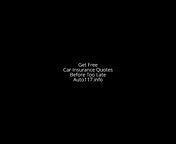 Get Free
Car Insurance Quotes
Before Too Late
Auto117.info